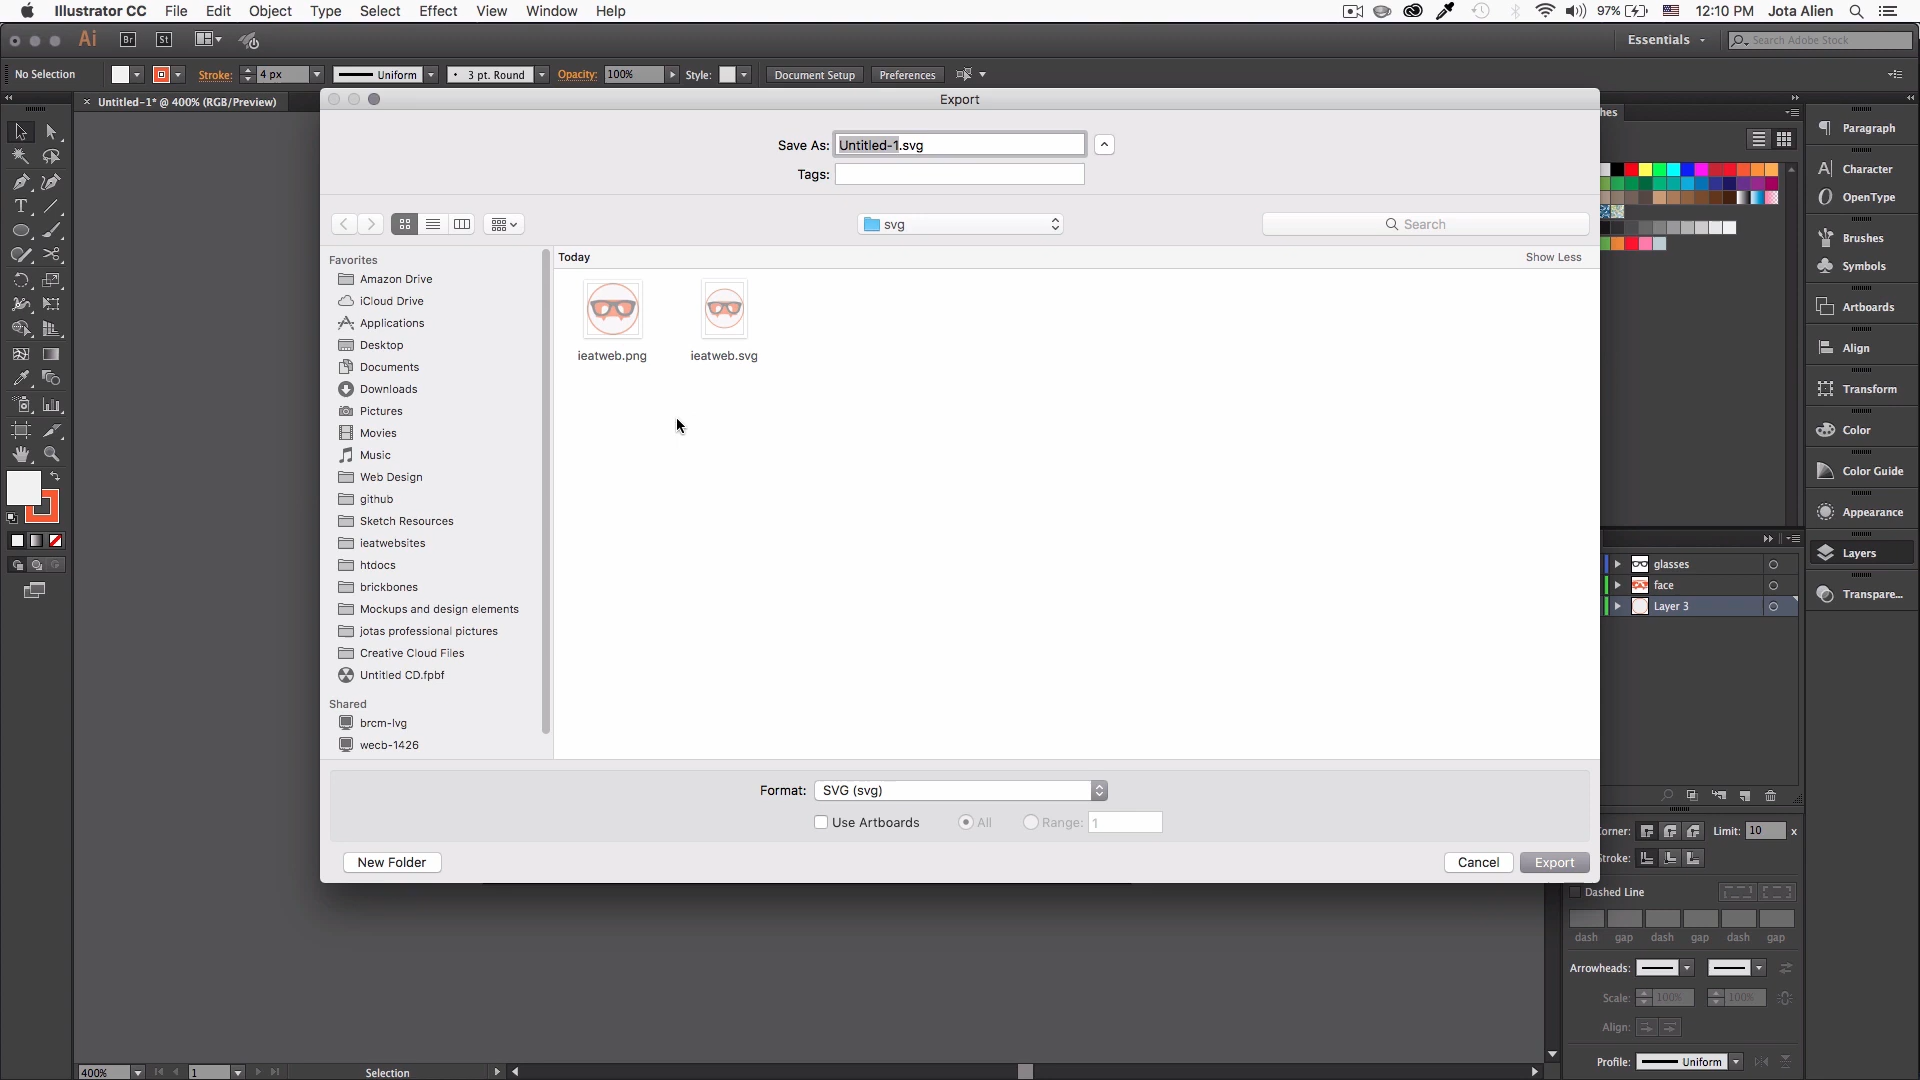 Illustrator CC File Edit Object Type Select Effect View Window Help 97% 12:10 PM Jota Alien
Ai Br St Essentials Search Adobe Stock
No Selection Stroke: 4 px Uniform 3 pt. Round Opacity: 100% Style: Document Setup Preferences
Untitled-1* @ 400% (RGB/Preview)
Export
Save As: Untitled-1.svg
Tags:
svg
Search
Favorites
Amazon Drive
iCloud Drive
Applications
Desktop
Documents
Downloads
Pictures
Movies
Music
Web Design
github
Sketch Resources
ieatwebsites
htdocs
brickbones
Mockups and design elements
jotas professional pictures
Creative Cloud Files
Untitled CD.fpbf
Shared
brcm-lvg
wecb-1426
Today Show Less
ieatweb.png ieatweb.svg
Format: SVG (svg)
Use Artboards All Range: 1
New Folder Cancel Export
hes
Paragraph
Character
OpenType
Brushes
Symbols
Artboards
Align
Transform
Color
Color Guide
Appearance
Layers
Transpare...
glasses
face
Layer 3
orner: Limit: 10 x
troke:
Dashed Line
dash gap dash gap dash gap
Arrowheads:
Scale: 100% 100%
Align:
Profile: Uniform
400% 1 Selection